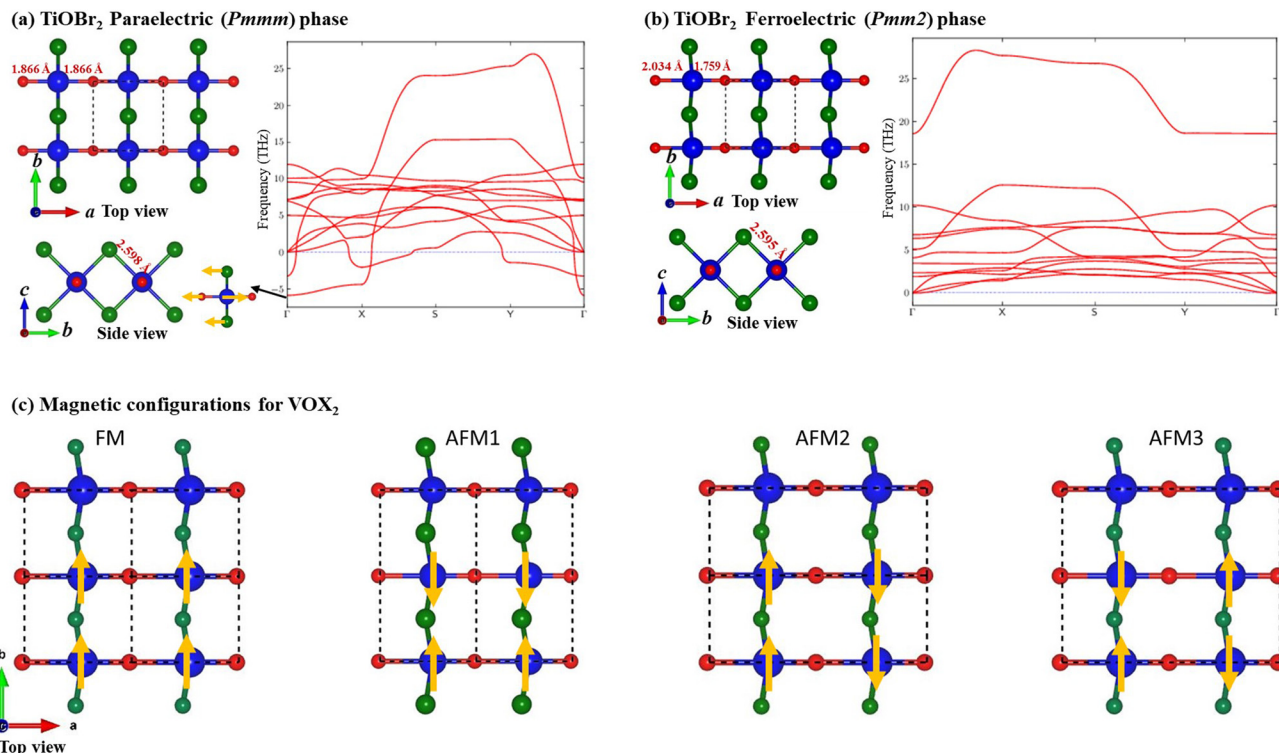 (a) TiOBr2 Paraelectric (Pmmm) phase
1.866 Å 1.866 Å
b
a Top view
2.598 Å
c
b
Side view
Frequency (THz)
25
20
15
10
5
0
−5
Γ X S Y Γ
(b) TiOBr2 Ferroelectric (Pmm2) phase
2.034 Å 1.759 Å
b
a Top view
2.595 Å
c
b
Side view
Frequency (THz)
25
20
15
10
5
0
Γ X S Y Γ
(c) Magnetic configurations for VOX2
FM
AFM1
AFM2
AFM3
b
a
Top view